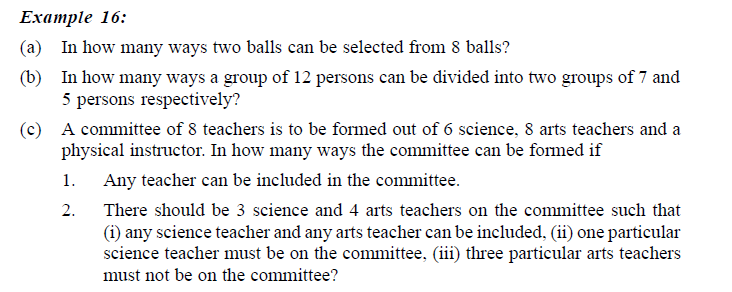 Example 16:
(a) In how many ways two balls can be selected from 8 balls?
(b) In how many ways a group of 12 persons can be divided into two groups of 7 and
5 persons respectively?
(c) A committee of 8 teachers is to be formed out of 6 science, 8 arts teachers and a
physical instructor. In how many ways the committee can be formed if
1. Any teacher can be included in the committee.
2. There should be 3 science and 4 arts teachers on the committee such that
(i) any science teacher and any arts teacher can be included, (ii) one particular
science teacher must be on the committee, (iii) three particular arts teachers
must not be on the committee?